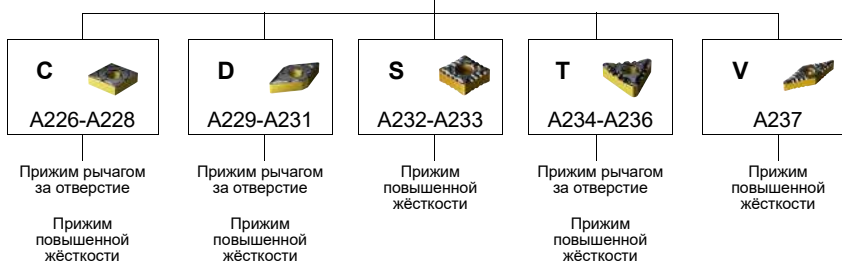 C
A226-A228
Прижим рычагом
за отверстие
Прижим
повышенной
жёсткости
D
A229-A231
Прижим рычагом
за отверстие
Прижим
повышенной
жёсткости
S
A232-A233
Прижим
повышенной
жёсткости
T
A234-A236
Прижим рычагом
за отверстие
Прижим
повышенной
жёсткости
V
A237
Прижим
повышенной
жёсткости